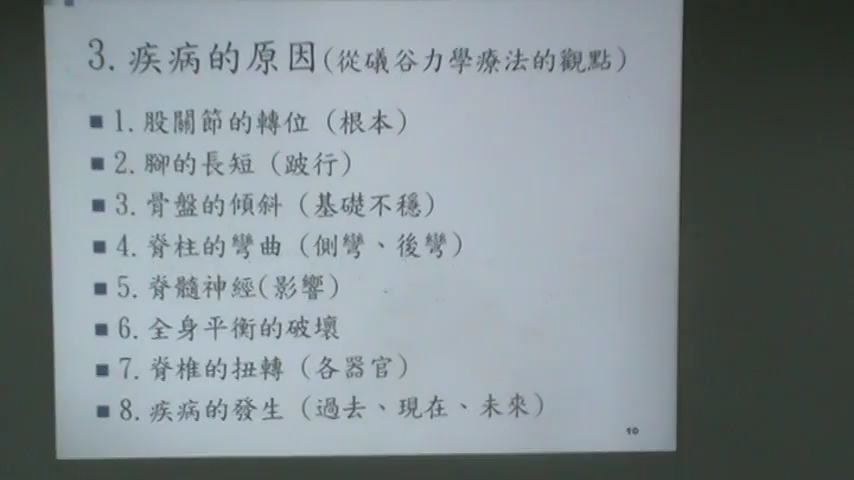 3. 疾病的原因(從礒谷力學療法的觀點)
1. 股關節的轉位（根本）
2. 腳的長短（跛行）
3. 骨盤的傾斜（基礎不穩）
4. 脊柱的彎曲（側彎、後彎）
5. 脊髓神經(影響)
6. 全身平衡的破壞
7. 脊椎的扭轉（各器官）
8. 疾病的發生（過去、現在、未來）
10